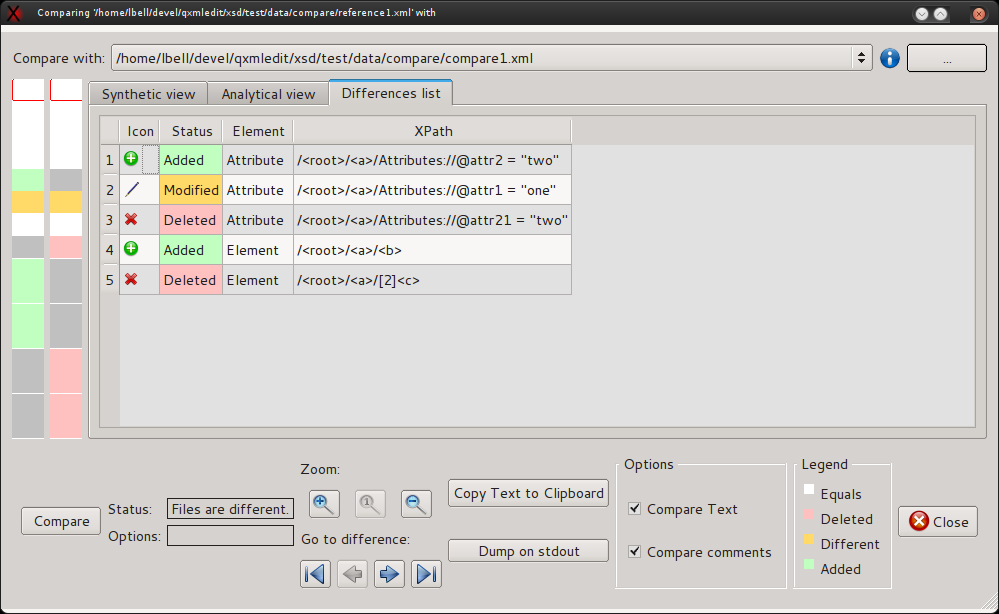 Comparing '/home/lbell/devel/qxmledit/xsd/test/data/compare/reference1.xml' with
Compare with: /home/lbell/devel/qxmledit/xsd/test/data/compare/compare1.xml ...
Synthetic view Analytical view Differences list
Icon Status Element XPath
1 Added Attribute /<root>/<a>/Attributes://@attr2 = "two"
2 Modified Attribute /<root>/<a>/Attributes://@attr1 = "one"
3 Deleted Attribute /<root>/<a>/Attributes://@attr21 = "two"
4 Added Element /<root>/<a>/<b>
5 Deleted Element /<root>/<a>/[2]<c>
Compare
Status: Files are different.
Options:
Zoom:
1
Go to difference:
Copy Text to Clipboard
Dump on stdout
Options
Compare Text
Compare comments
Legend
Equals
Deleted
Different
Added
Close